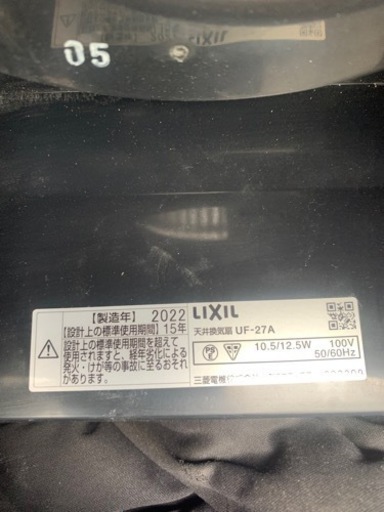 05
LIXIL
【製造年】 2022
【設計上の標準使用期間】15年
設計上の標準使用期間を超えて
使用されますと、経年劣化による
発火・けが等の事故に至るおそれ
があります。
LIXIL
天井換気扇 UF-27A
10.5/12.5W 100V
50/60Hz
三菱電機